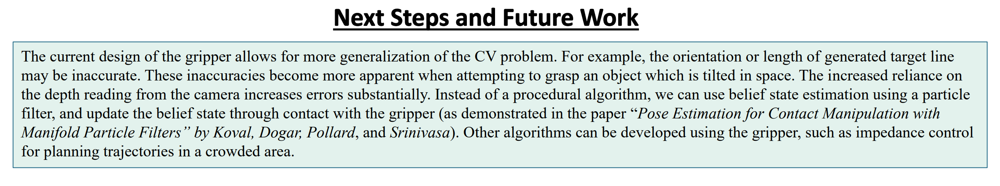 Next Steps and Future Work
The current design of the gripper allows for more generalization of the CV problem. For example, the orientation or length of generated target line
may be inaccurate. These inaccuracies become more apparent when attempting to grasp an object which is tilted in space. The increased reliance on
the depth reading from the camera increases errors substantially. Instead of a procedural algorithm, we can use belief state estimation using a particle
filter, and update the belief state through contact with the gripper (as demonstrated in the paper “Pose Estimation for Contact Manipulation with
Manifold Particle Filters” by Koval, Dogar, Pollard, and Srinivasa). Other algorithms can be developed using the gripper, such as impedance control
for planning trajectories in a crowded area.